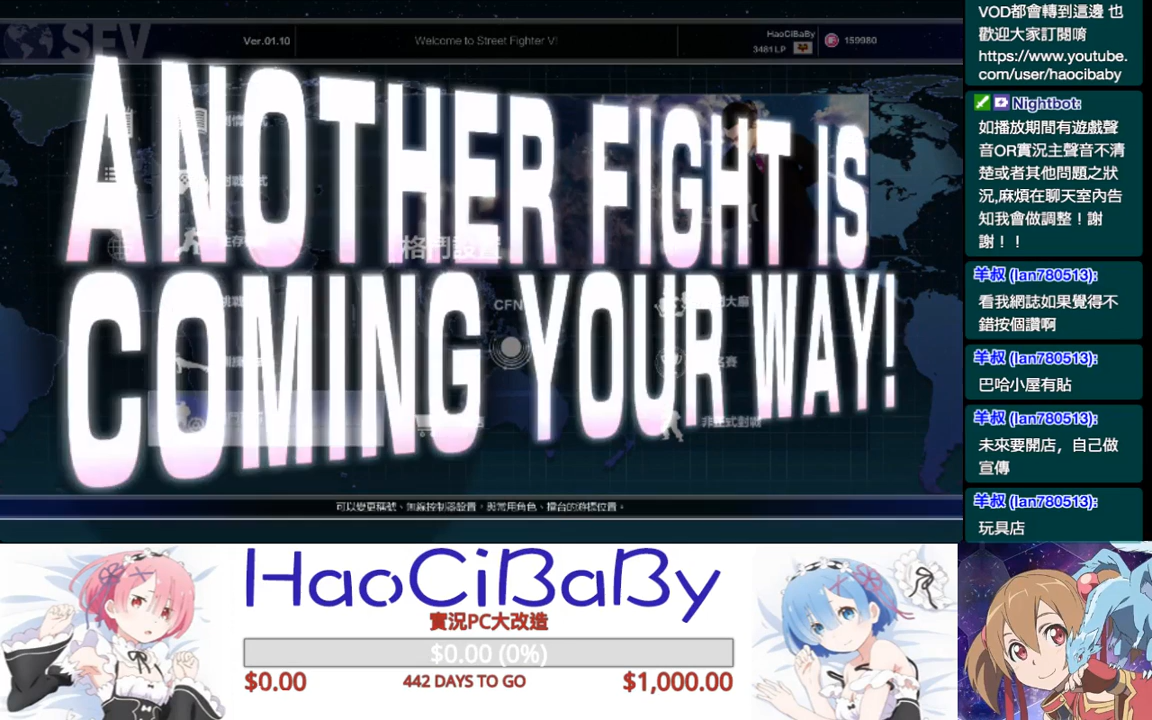 SFV
Ver.01.10
Welcome to Street Fighter V!
HaoCiBaBy
3481 LP
159980
ANOTHER FIGHT IS
COMING YOUR WAY!
格鬥設置
CFN
非正式對戰
可以變更稱號、無線控制器設置，與常用角色、擂台的游標位置。
VOD都會轉到這邊 也
歡迎大家訂閱唷
https://www.youtube.
com/user/haocibaby
Nightbot:
如播放期間有遊戲聲
音OR實況主聲音不清
楚或者其他問題之狀
況,麻煩在聊天室內告
知我會做調整！謝
謝！！
羊叔 (lan780513):
看我網誌如果覺得不
錯按個讚啊
羊叔 (lan780513):
巴哈小屋有貼
羊叔 (lan780513):
未來要開店，自己做
宣傳
羊叔 (lan780513):
玩具店
HaoCiBaBy
實況PC大改造
$0.00 (0%)
$0.00
442 DAYS TO GO
$1,000.00